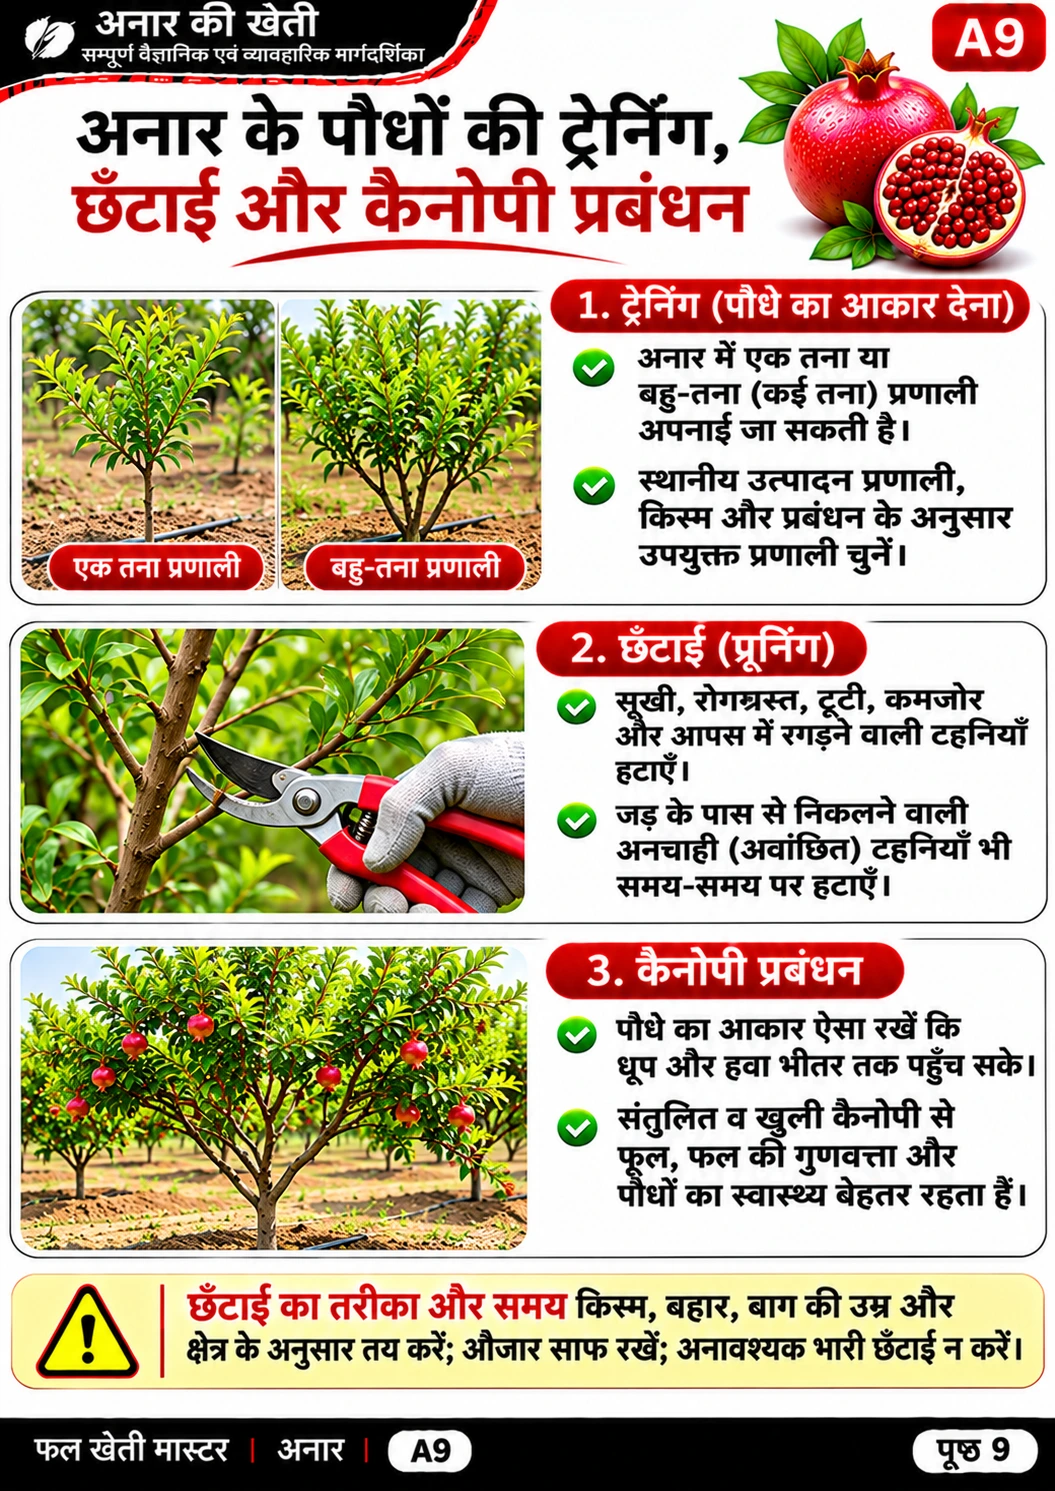 अनार की खेती
सम्पूर्ण वैज्ञानिक एवं व्यावहारिक मार्गदर्शिका
A9
अनार के पौधों की ट्रेनिंग,
छँटाई और कैनोपी प्रबंधन
1. ट्रेनिंग (पौधे का आकार देना)
अनार में एक तना या
बहु-तना (कई तना) प्रणाली
अपनाई जा सकती है।
स्थानीय उत्पादन प्रणाली,
किस्म और प्रबंधन के अनुसार
उपयुक्त प्रणाली चुनें।
एक तना प्रणाली
बहु-तना प्रणाली
2. छँटाई (प्रूनिंग)
सूखी, रोगग्रस्त, टूटी, कमजोर
और आपस में रगड़ने वाली टहनियाँ
हटाएँ।
जड़ के पास से निकलने वाली
अनचाही (अवांछित) टहनियाँ भी
समय-समय पर हटाएँ।
3. कैनोपी प्रबंधन
पौधे का आकार ऐसा रखें कि
धूप और हवा भीतर तक पहुँच सके।
संतुलित व खुली कैनोपी से
फूल, फल की गुणवत्ता और
पौधों का स्वास्थ्य बेहतर रहता हैं।
छँटाई का तरीका और समय किस्म, बहार, बाग की उम्र और
क्षेत्र के अनुसार तय करें; औजार साफ रखें; अनावश्यक भारी छँटाई न करें।
फल खेती मास्टर | अनार | A9
पृष्ठ 9